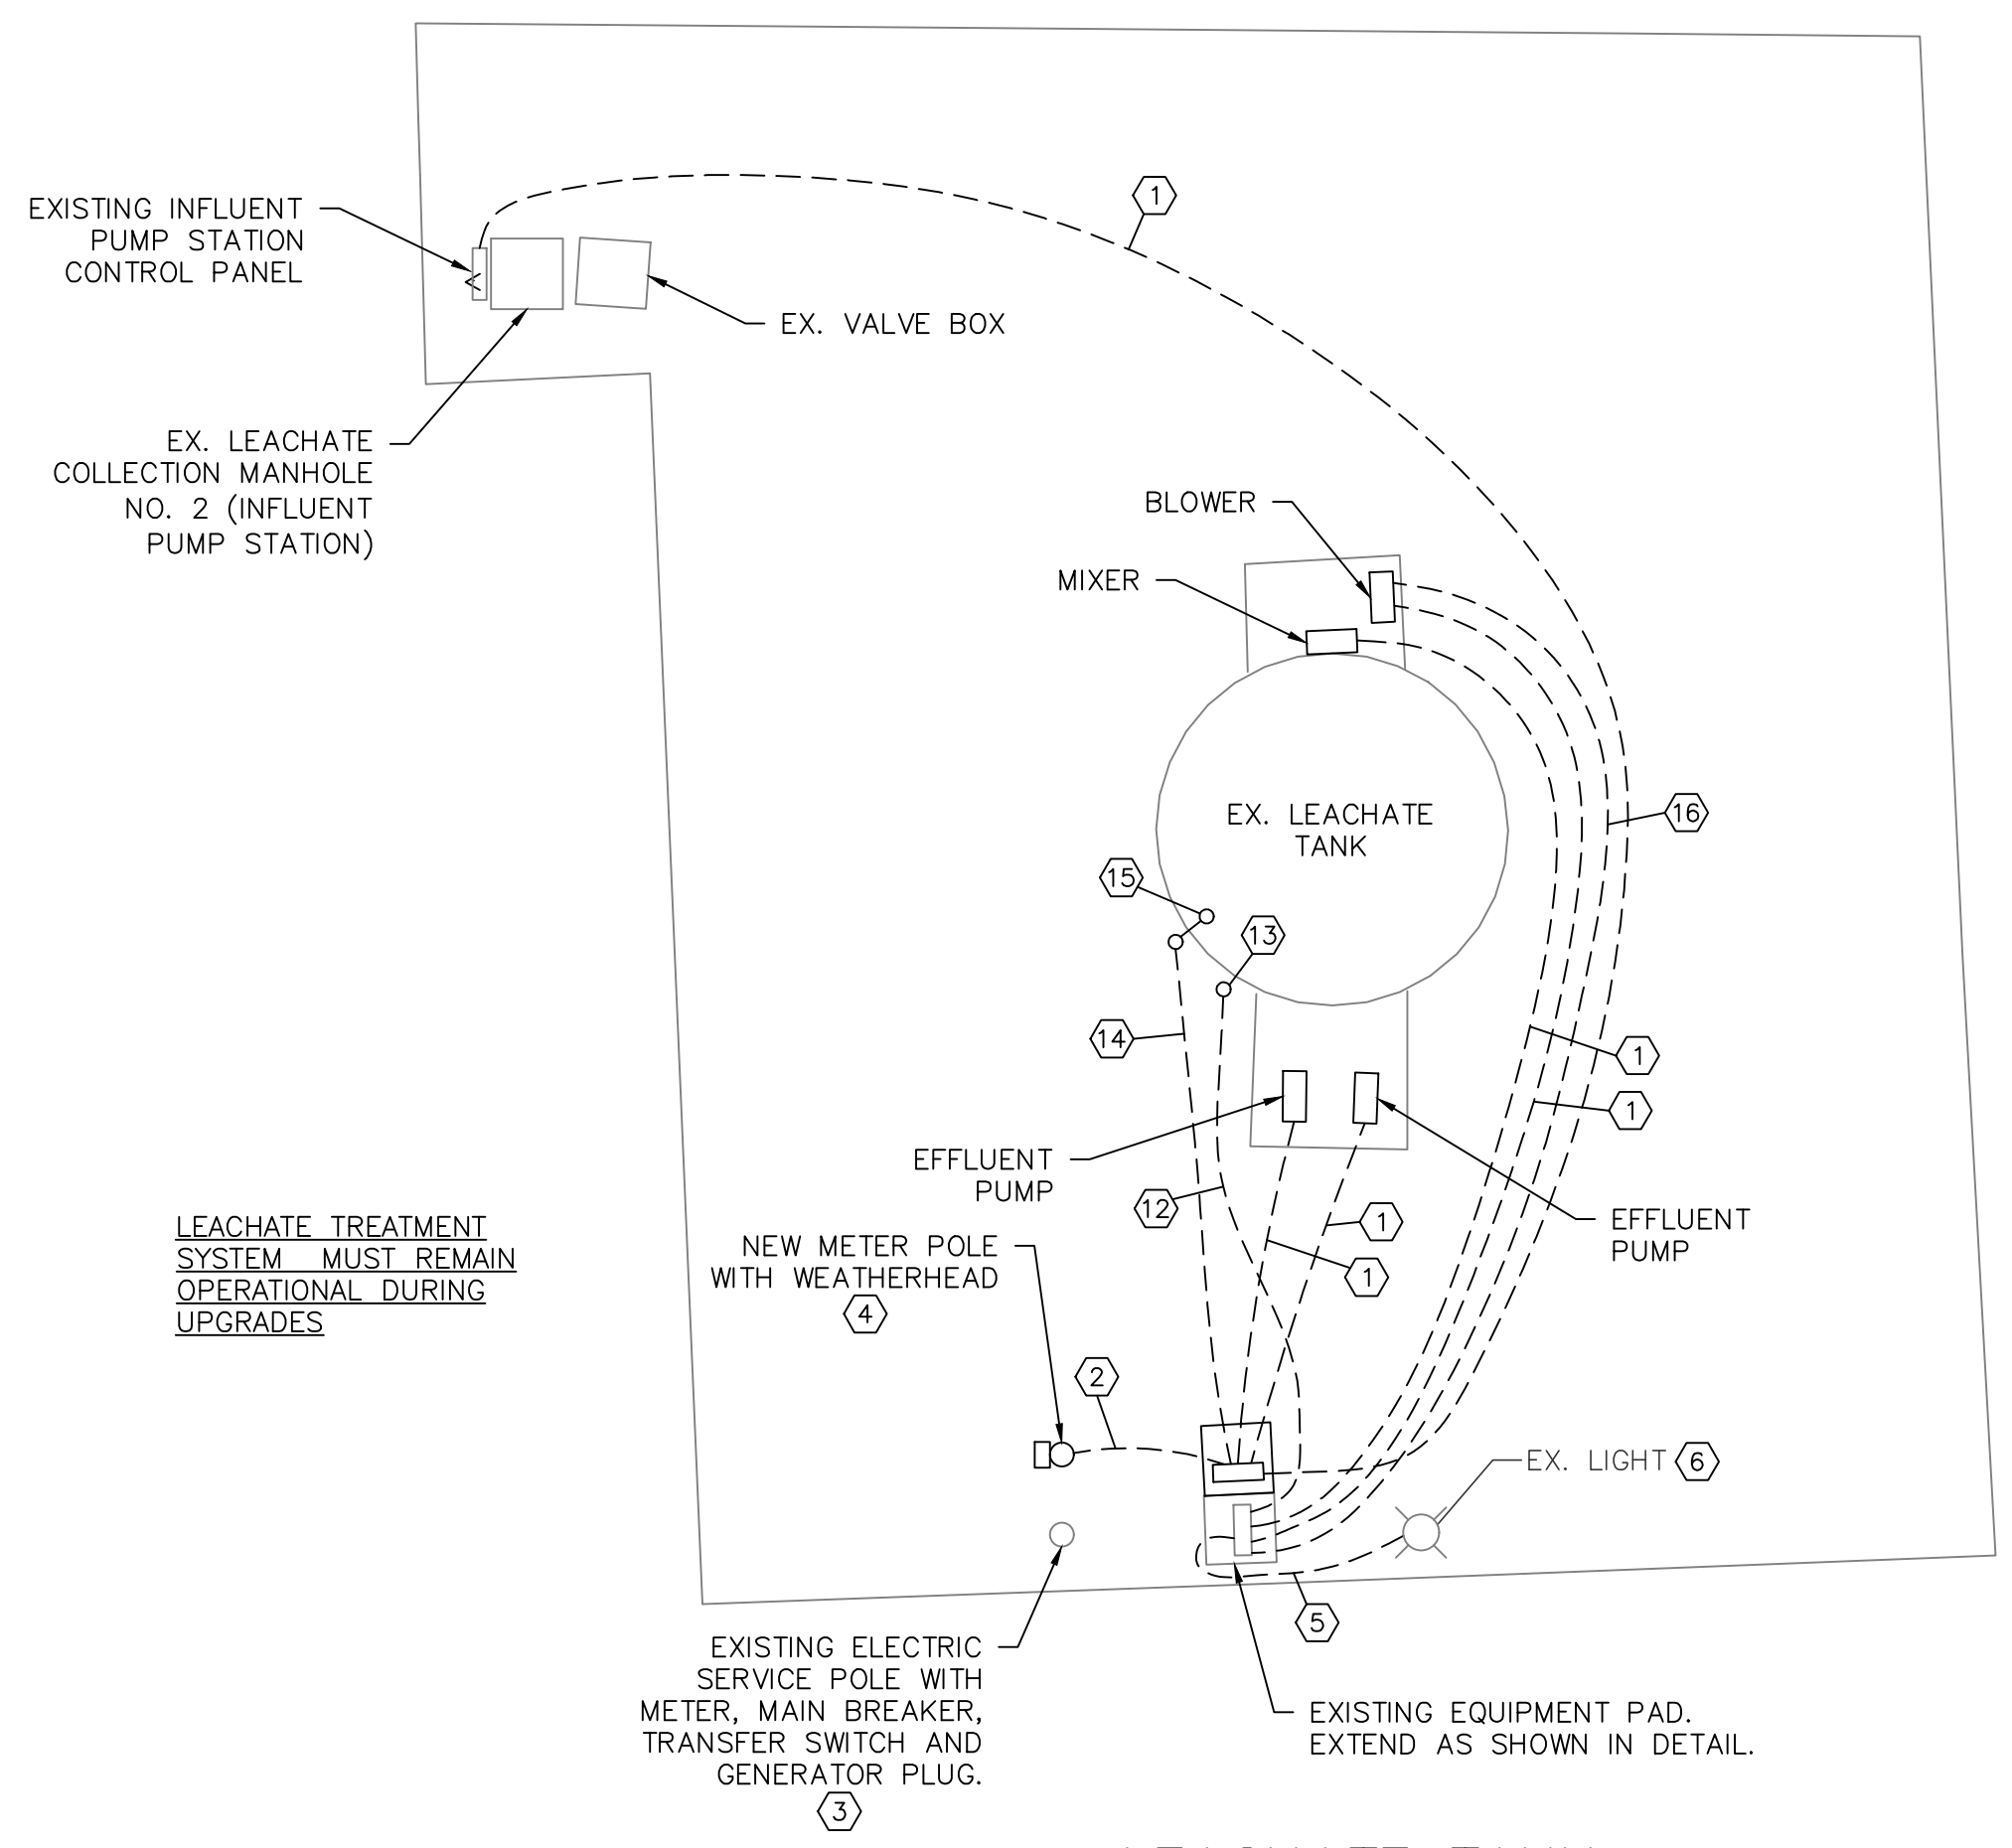 1
EXISTING INFLUENT
PUMP STATION
CONTROL PANEL
EX. VALVE BOX
EX. LEACHATE
COLLECTION MANHOLE
NO. 2 (INFLUENT
PUMP STATION)
BLOWER
MIXER
EX. LEACHATE
TANK
16
15
13
14
1
1
EFFLUENT
PUMP
12
1
EFFLUENT
PUMP
1
LEACHATE TREATMENT
SYSTEM MUST REMAIN
OPERATIONAL DURING
UPGRADES
NEW METER POLE
WITH WEATHERHEAD
4
2
EX. LIGHT 6
5
EXISTING ELECTRIC
SERVICE POLE WITH
METER, MAIN BREAKER,
TRANSFER SWITCH AND
GENERATOR PLUG.
3
EXISTING EQUIPMENT PAD.
EXTEND AS SHOWN IN DETAIL.